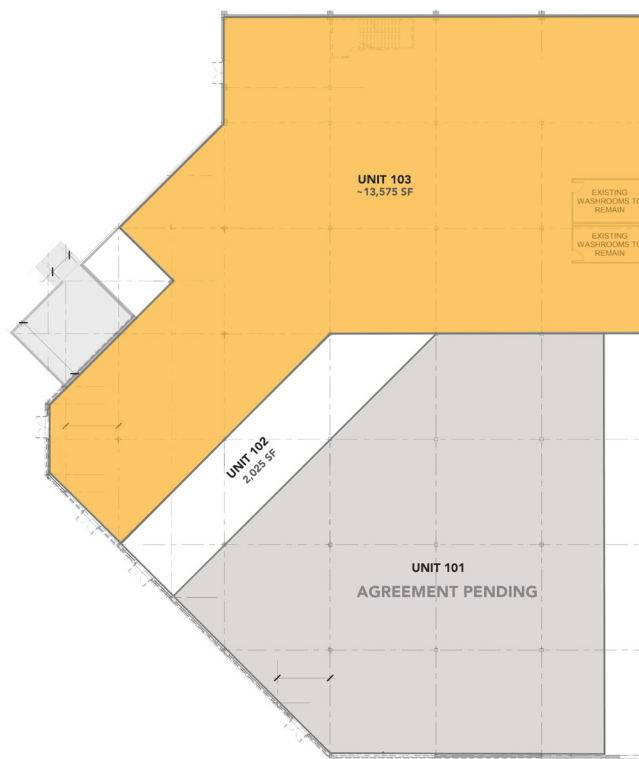 UNIT 103
~13,575 SF
EXISTING
WASHROOMS TO
REMAIN
EXISTING
WASHROOMS TO
REMAIN
UNIT 102
2,025 SF
UNIT 101
AGREEMENT PENDING